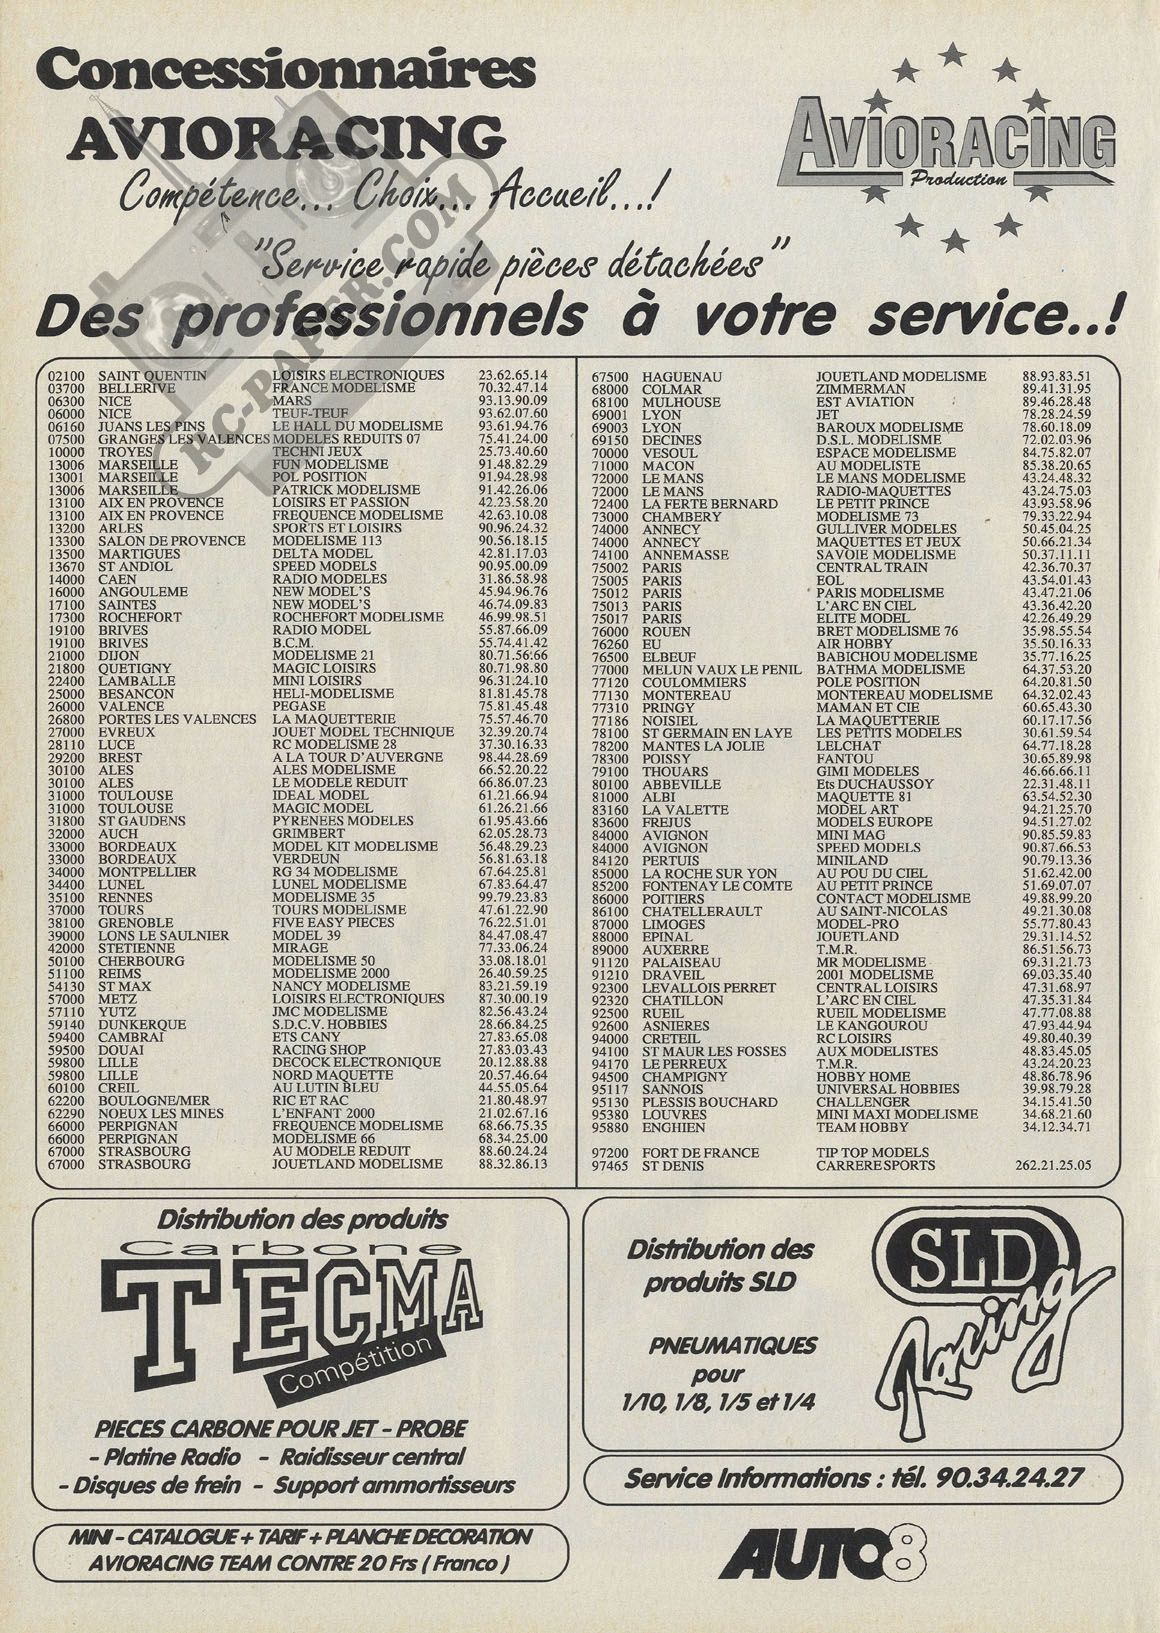 Concessionnaires
AVIORACING
Compétence... Choix... Accueil...!
"Service rapide pièces détachées"
AVIORACING
Production
Des professionnels à votre service..!
RC-PAPER.COM
02100 SAINT QUENTIN LOISIRS ELECTRONIQUES 23.62.65.14
03700 BELLERIVE FRANCE MODELISME 70.32.47.14
06300 NICE MARS 93.13.90.09
06000 NICE TEUF-TEUF 93.62.07.60
06160 JUANS LES PINS LE HALL DU MODELISME 93.61.94.76
07500 GRANGES LES VALENCES MODELES REDUITS 07 75.41.24.00
10000 TROYES TECHNI JEUX 25.73.40.60
13006 MARSEILLE FUN MODELISME 91.48.82.29
13001 MARSEILLE POL POSITION 91.94.28.98
13006 MARSEILLE PATRICK MODELISME 91.42.26.06
13100 AIX EN PROVENCE LOISIRS ET PASSION 42.23.58.20
13100 AIX EN PROVENCE FREQUENCE MODELISME 42.63.10.08
13200 ARLES SPORTS ET LOISIRS 90.96.24.32
13300 SALON DE PROVENCE MODELISME 113 90.56.18.15
13500 MARTIGUES DELTA MODEL 42.81.17.03
13670 ST ANDIOL SPEED MODELS 90.95.00.09
14000 CAEN RADIO MODELES 31.86.58.98
16000 ANGOULEME NEW MODEL'S 45.94.96.76
17100 SAINTES NEW MODEL'S 46.74.09.83
17300 ROCHEFORT ROCHEFORT MODELISME 46.99.98.51
19100 BRIVES RADIO MODEL 55.87.66.09
19100 BRIVES B.C.M. 55.74.41.42
21000 DIJON MODELISME 21 80.71.56:66
21800 QUETIGNY MAGIC LOISIRS 80.71.98.80
22400 LAMBALLE MINI LOISIRS 96.31.24.10
25000 BESANCON HELI-MODELISME 81.81.45.78
26000 VALENCE PEGASE 75.81.45.48
26800 PORTES LES VALENCES LA MAQUETTERIE 75.57.46.70
27000 EVREUX JOUET MODEL TECHNIQUE 32.39.20.74
28110 LUCE RC MODELISME 28 37.30.16.33
29200 BREST A LA TOUR D'AUVERGNE 98.44.28.69
30100 ALES ALES MODELISME 66.52.20.22
30100 ALES LE MODELE REDUIT 66.86.07.23
31000 TOULOUSE IDEAL MODEL 61.21.66.94
31000 TOULOUSE MAGIC MODEL 61.26.21.66
31800 ST GAUDENS PYRENEES MODELES 61.95.43.66
32000 AUCH GRIMBERT 62.05.28.73
33000 BORDEAUX MODEL KIT MODELISME 56.48.29.23
33000 BORDEAUX VERDEUN 56.81.63.18
34000 MONTPELLIER RG 34 MODELISME 67.64.25.81
34400 LUNEL LUNEL MODELISME 67.83.64.47
35100 RENNES MODELISME 35 99.79.23.83
37000 TOURS TOURS MODELISME 47.61.22.90
38100 GRENOBLE FIVE EASY PIECES 76.22.51.01
39000 LONS LE SAULNIER MODEL 39 84.47.08.47
42000 STETIENNE MIRAGE 77.33.06.24
50100 CHERBOURG MODELISME 50 33.08.18.01
51100 REIMS MODELISME 2000 26.40.59.25
54130 ST MAX NANCY MODELISME 83.21.59.19
57000 METZ LOISIRS ELECTRONIQUES 87.30.00.19
57110 YUTZ JMC MODELISME 82.56.43.24
59140 DUNKERQUE S.D.C.V. HOBBIES 28.66.84.25
59400 CAMBRAI ETS CANY 27.83.65.08
59500 DOUAI RACING SHOP 27.83.03.43
59800 LILLE DECOCK ELECTRONIQUE 20.12.88.88
59800 LILLE NORD MAQUETTE 20.57.46.64
60100 CREIL AU LUTIN BLEU 44.55.05.64
62200 BOULOGNE/MER RIC ET RAC 21.80.48.97
62290 NOEUX LES MINES L'ENFANT 2000 21.02.67.16
66000 PERPIGNAN FREQUENCE MODELISME 68.66.75.35
66000 PERPIGNAN MODELISME 66 68.34.25.00
67000 STRASBOURG AU MODELE REDUIT 88.60.24.24
67000 STRASBOURG JOUETLAND MODELISME 88.32.86.13
67500 HAGUENAU JOUETLAND MODELISME 88.93.83.51
68000 COLMAR ZIMMERMAN 89.41.31.95
68100 MULHOUSE EST AVIATION 89.46.28.48
69001 LYON JET 78.28.24.59
69003 LYON BAROUX MODELISME 78.60.18.09
69150 DECINES D.S.L. MODELISME 72.02.03.96
70000 VESOUL ESPACE MODELISME 84.75.82.07
71000 MACON AU MODELISTE 85.38.20.65
72000 LE MANS LE MANS MODELISME 43.24.48.32
72000 LE MANS RADIO-MAQUETTES 43.24.75.03
72400 LA FERTE BERNARD LE PETIT PRINCE 43.93.58.96
73000 CHAMBERY MODELISME 73 79.33.22.94
74000 ANNECY GULLIVER MODELES 50.45.04.25
74000 ANNECY MAQUETTES ET JEUX 50.66.21.34
74100 ANNEMASSE SAVOIE MODELISME 50.37.11.11
75002 PARIS CENTRAL TRAIN 42.36.70.37
75005 PARIS EOL 43.54.01.43
75012 PARIS PARIS MODELISME 43.47.21.06
75013 PARIS L'ARC EN CIEL 43.36.42.20
75017 PARIS ELITE MODEL 42.26.49.29
76000 ROUEN BRET MODELISME 76 35.98.55.54
76260 EU AIR HOBBY 35.50.16.33
76500 ELBEUF BABICHOU MODELISME 35.77.16.25
77000 MELUN VAUX LE PENIL BATHMA MODELISME 64.37.53.20
77120 COULOMMIERS POLE POSITION 64.20.81.50
77130 MONTEREAU MONTEREAU MODELISME 64.32.02.43
77310 PRINGY MAMAN ET CIE 60.65.43.30
77186 NOISIEL LA MAQUETTERIE 60.17.17.56
78100 ST GERMAIN EN LAYE LES PETITS MODELES 30.61.59.54
78200 MANTES LA JOLIE LELCHAT 64.77.18.28
78300 POISSY FANTOU 30.65.89.98
79100 THOUARS GIMI MODELES 46.66.66.11
80100 ABBEVILLE Ets DUCHAUSSOY 22.31.48.11
81000 ALBI MAQUETTE 81 63.54.52.30
83160 LA VALETTE MODEL ART 94.21.25.70
83600 FREJUS MODELS EUROPE 94.51.27.02
84000 AVIGNON MINI MAG 90.85.59.83
84000 AVIGNON SPEED MODELS 90.87.66.53
84120 PERTUIS MINILAND 90.79.13.36
85000 LA ROCHE SUR YON AU POU DU CIEL 51.62.42.00
85200 FONTENAY LE COMTE AU PETIT PRINCE 51.69.07.07
86000 POITIERS CONTACT MODELISME 49.88.99.20
86100 CHATELLERAULT AU SAINT-NICOLAS 49.21.30.08
87000 LIMOGES MODEL-PRO 55.77.80.43
88000 EPINAL JOUETLAND 29.31.14.52
89000 AUXERRE T.M.R. 86.51.56.73
91120 PALAISEAU MR MODELISME 69.31.21.73
91210 DRAVEIL 2001 MODELISME 69.03.35.40
92300 LEVALLOIS PERRET CENTRAL LOISIRS 47.31.68.97
92320 CHATILLON L'ARC EN CIEL 47.35.31.84
92500 RUEIL RUEIL MODELISME 47.77.08.88
92600 ASNIERES LE KANGOUROU 47.93.44.94
94000 CRETEIL RC LOISIRS 49.80.40.39
94100 ST MAUR LES FOSSES AUX MODELISTES 48.83.45.05
94170 LE PERREUX T.M.R. 43.24.20.23
94500 CHAMPIGNY HOBBY HOME 48.86.78.96
95117 SANNOIS UNIVERSAL HOBBIES 39.98.79.28
95130 PLESSIS BOUCHARD CHALLENGER 34.15.41.50
95380 LOUVRES MINI MAXI MODELISME 34.68.21.60
95880 ENGHIEN TEAM HOBBY 34.12.34.71
97200 FORT DE FRANCE TIP TOP MODELS
97465 ST DENIS CARRERE SPORTS 262.21.25.05
Distribution des produits
Carbone
TECMA
Compétition
PIECES CARBONE POUR JET - PROBE
- Platine Radio - Raidisseur central
- Disques de frein - Support ammortisseurs
MINI - CATALOGUE + TARIF + PLANCHE DECORATION
AVIORACING TEAM CONTRE 20 Frs ( Franco )
Distribution des
produits SLD
PNEUMATIQUES
pour
1/10, 1/8, 1/5 et 1/4
SLD
Racing
Service Informations : tél. 90.34.24.27
AUTO8